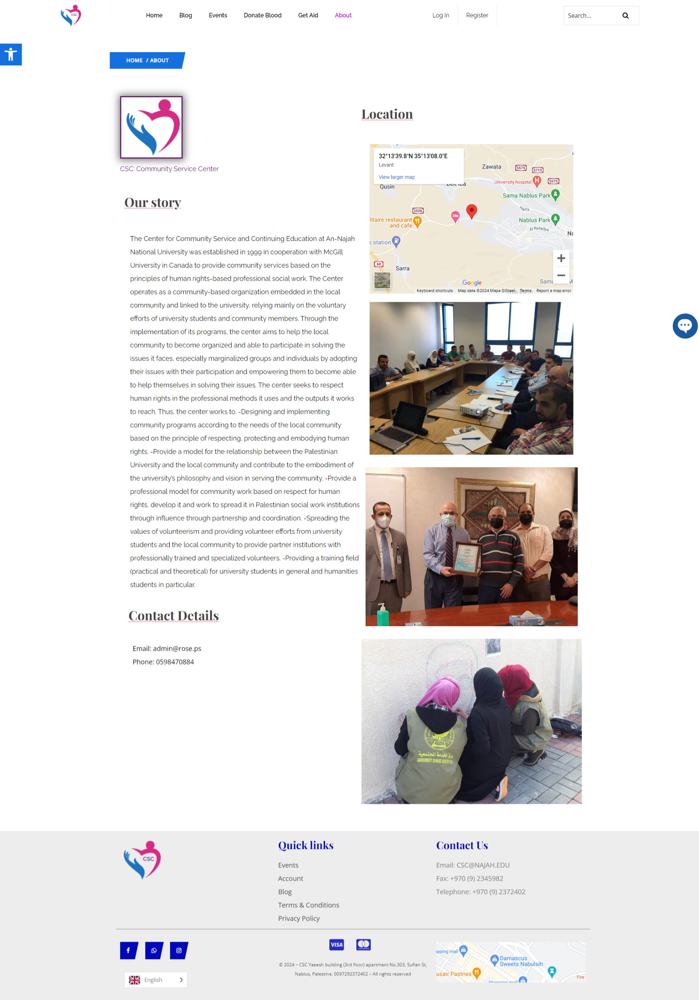 CSC
Home
Blog
Events
Donate Blood
Get Aid
About
Log In
Register
Search...
HOME / ABOUT
CSC: Community Service Center
Our story
The Center for Community Service and Continuing Education at An-Najah
National University was established in 1999 in cooperation with McGill
University in Canada to provide community services based on the
principles of human rights-based professional social work. The Center
operates as a community-based organization embedded in the local
community and linked to the university, relying mainly on the voluntary
efforts of university students and community members. Through the
implementation of its programs, the center aims to help the local
community to become organized and able to participate in solving the
issues it faces, especially marginalized groups and individuals by adopting
their issues with their participation and empowering them to become able
to help themselves in solving their issues. The center seeks to respect
human rights in the professional methods it uses and the outputs it works
to reach. Thus, the center works to. -Designing and implementing
community programs according to the needs of the local community
based on the principle of respecting, protecting and embodying human
rights. -Provide a model for the relationship between the Palestinian
University and the local community and contribute to the embodiment of
the university's philosophy and vision in serving the community. -Provide a
professional model for community work based on respect for human
rights, develop it and work to spread it in Palestinian social work institutions
through influence through partnership and coordination. -Spreading the
values of volunteerism and providing volunteer efforts from university
students and the local community to provide partner institutions with
professionally trained and specialized volunteers. -Providing a training field
(practical and theoretical) for university students in general and humanities
students in particular.
Contact Details
Email: admin@rose.ps
Phone: 0598470884
Location
32°13'39.8"N 35°13'08.0"E
Levant
View larger map
Zawata
5575
5715
University hospital
H
5575
Qusin
Beit Iba
Sama Nablus Park
Haifa
5526
litaire restaurant
and cafe
Nablus Park
Al Rafedya
Na
s station
60
Sarra
Google
Sama
Keyboard shortcuts
Map data ©2024 Mapa GISrael
Terms
Report a map error
مركز الخدمة المجتمعية
COMMUNITY SERVICE CENTER (CSC)
CSC
Quick links
Events
Account
Blog
Terms & Conditions
Privacy Policy
Contact Us
Email: CSC@NAJAH.EDU
Fax: +970 (9) 2345982
Telephone: +970 (9) 2372402
English
VISA
mastercard
© 2024 – CSC Yaeesh building (3rd floor) apartment No.303, Sufian St,
Nablus, Palestine. 0097292372402 – All rights reserved
pping mall
Damascus
Sweets Nabulsih
usair Pastries
Fire
Shopping mall